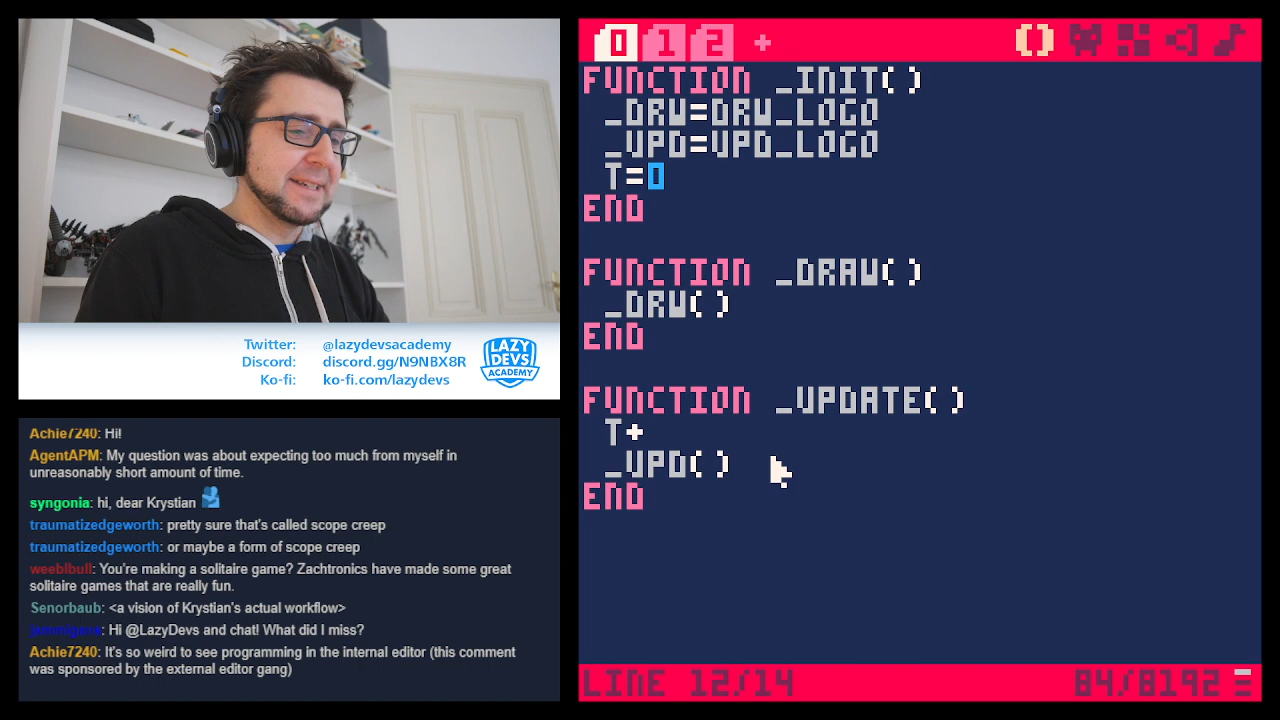 Twitter: @lazydevsacademy
Discord: discord.gg/N9NBX8R
Ko-fi: ko-fi.com/lazydevs
LAZY
DEVS
ACADEMY
Achie7240: Hi!
AgentAPM: My question was about expecting too much from myself in
unreasonably short amount of time.
syngonia: hi, dear Krystian
traumatizedgeworth: pretty sure that's called scope creep
traumatizedgeworth: or maybe a form of scope creep
weeblbull: You're making a solitaire game? Zachtronics have made some great
solitaire games that are really fun.
Senorbaub: <a vision of Krystian's actual workflow>
Hi @LazyDevs and chat! What did I miss?
Achie7240: It's so weird to see programming in the internal editor (this comment
was sponsored by the external editor gang)
0 1 2 +
FUNCTION _INIT()
_DRW=DRW_LOGO
_UPD=UPD_LOGO
T=0
END
FUNCTION _DRAW()
_DRW()
END
FUNCTION _UPDATE()
T+
_UPD()
END
LINE 12/14 84/8192